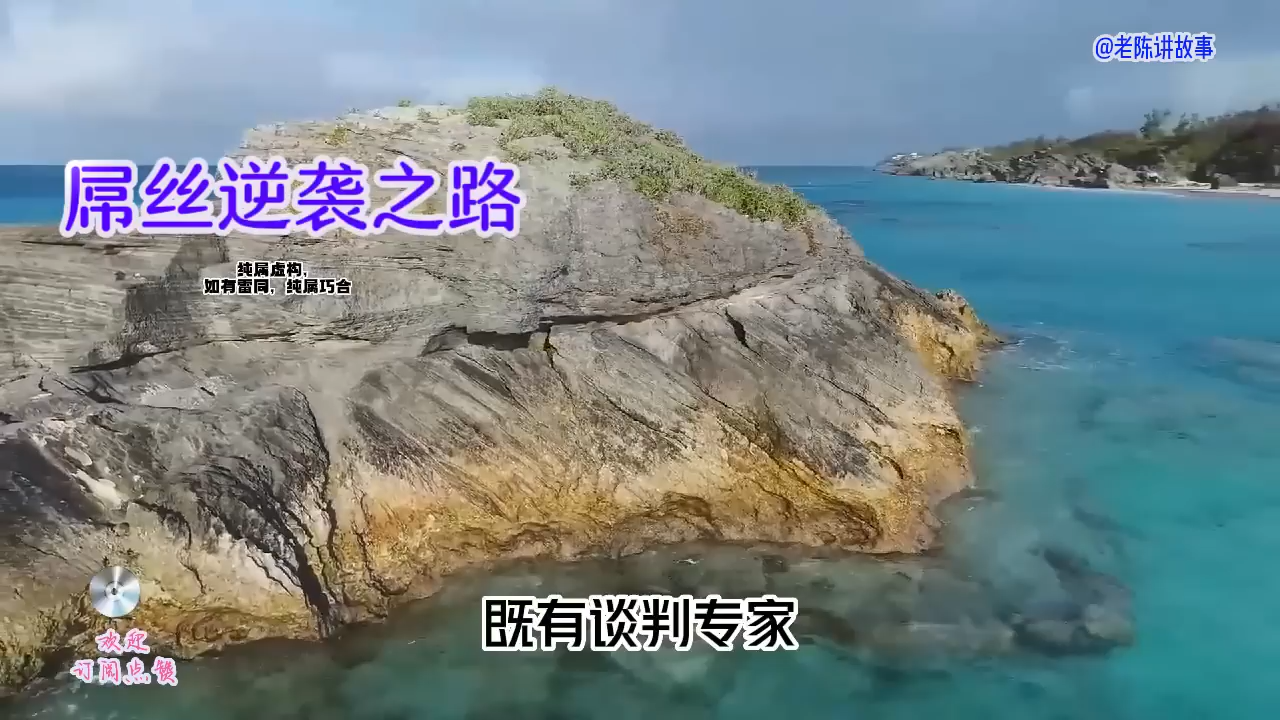 @老陈讲故事
屌丝逆袭之路
纯属虚构，
如有雷同，纯属巧合
欢迎
订阅点赞
既有谈判专家